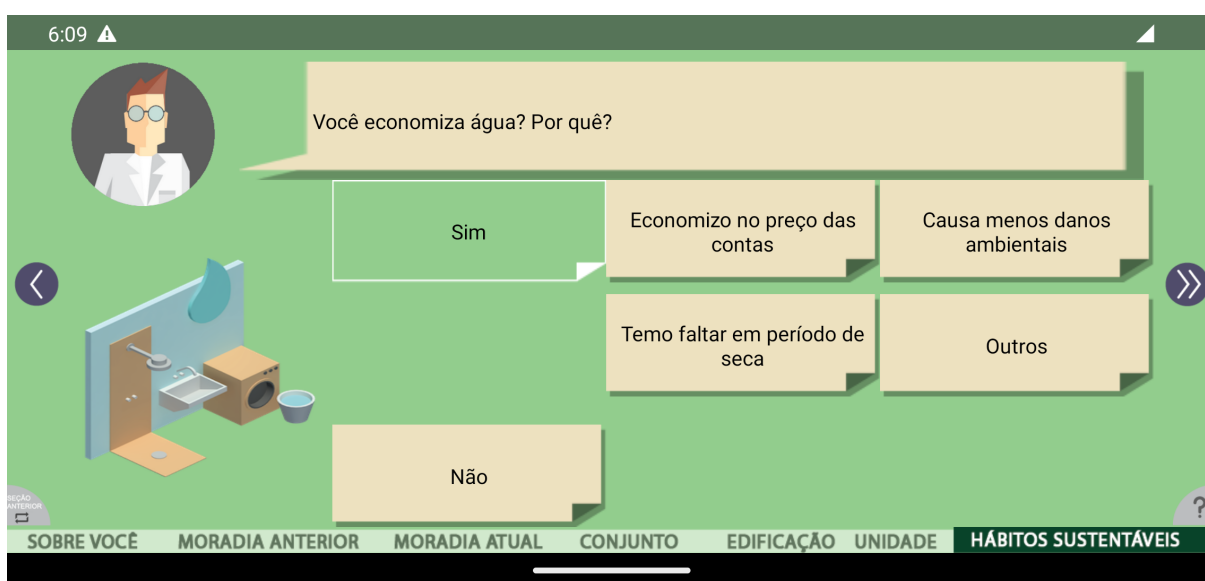 6:09
Você economiza água? Por quê?
Sim
Economizo no preço das
contas
Causa menos danos
ambientais
Temo faltar em período de
seca
Outros
Não
SEÇÃO
ANTERIOR
?
SOBRE VOCÊ MORADIA ANTERIOR MORADIA ATUAL CONJUNTO EDIFICAÇÃO UNIDADE HÁBITOS SUSTENTÁVEIS